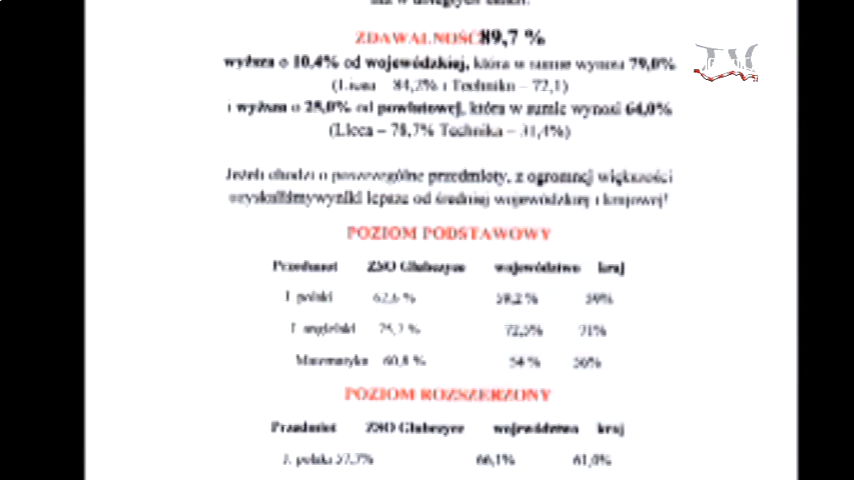 ZDAWALNOŚĆ 89,7 %
wyższa o 10,4% od wojewódzkiej, która w sumie wynosi 79,0%
(Licea – 84,2% i Technika – 72,1)
i wyższa o 25,0% od powiatowej, która w sumie wynosi 64,0%
(Licea – 78,7% Technika – 31,4%)
Jeżeli chodzi o poszczególne przedmioty, z ogromnej większości
uzyskaliśmywyniki lepsze od średniej wojewódzkiej i krajowej!
POZIOM PODSTAWOWY
Przedmiot ZSO Głubczyce województwo kraj
J. polski 62,6 % 59,2 % 59%
J. angielski 75,7 % 72,5% 71%
Matematyka 60,8 % 54 % 56%
POZIOM ROZSZERZONY
Przedmiot ZSO Głubczyce województwo kraj
J. polski 57,7% 66,1% 61,0%